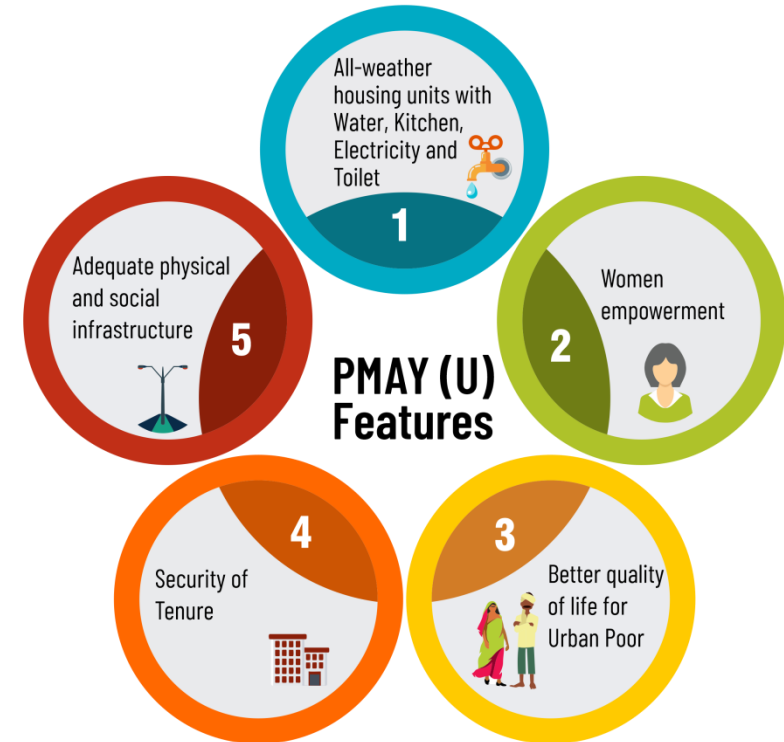 PMAY (U)
Features
All-weather
housing units with
Water, Kitchen,
Electricity and
Toilet
1
Women
empowerment
2
Better quality
of life for
Urban Poor
3
Security of
Tenure
4
Adequate physical
and social
infrastructure
5